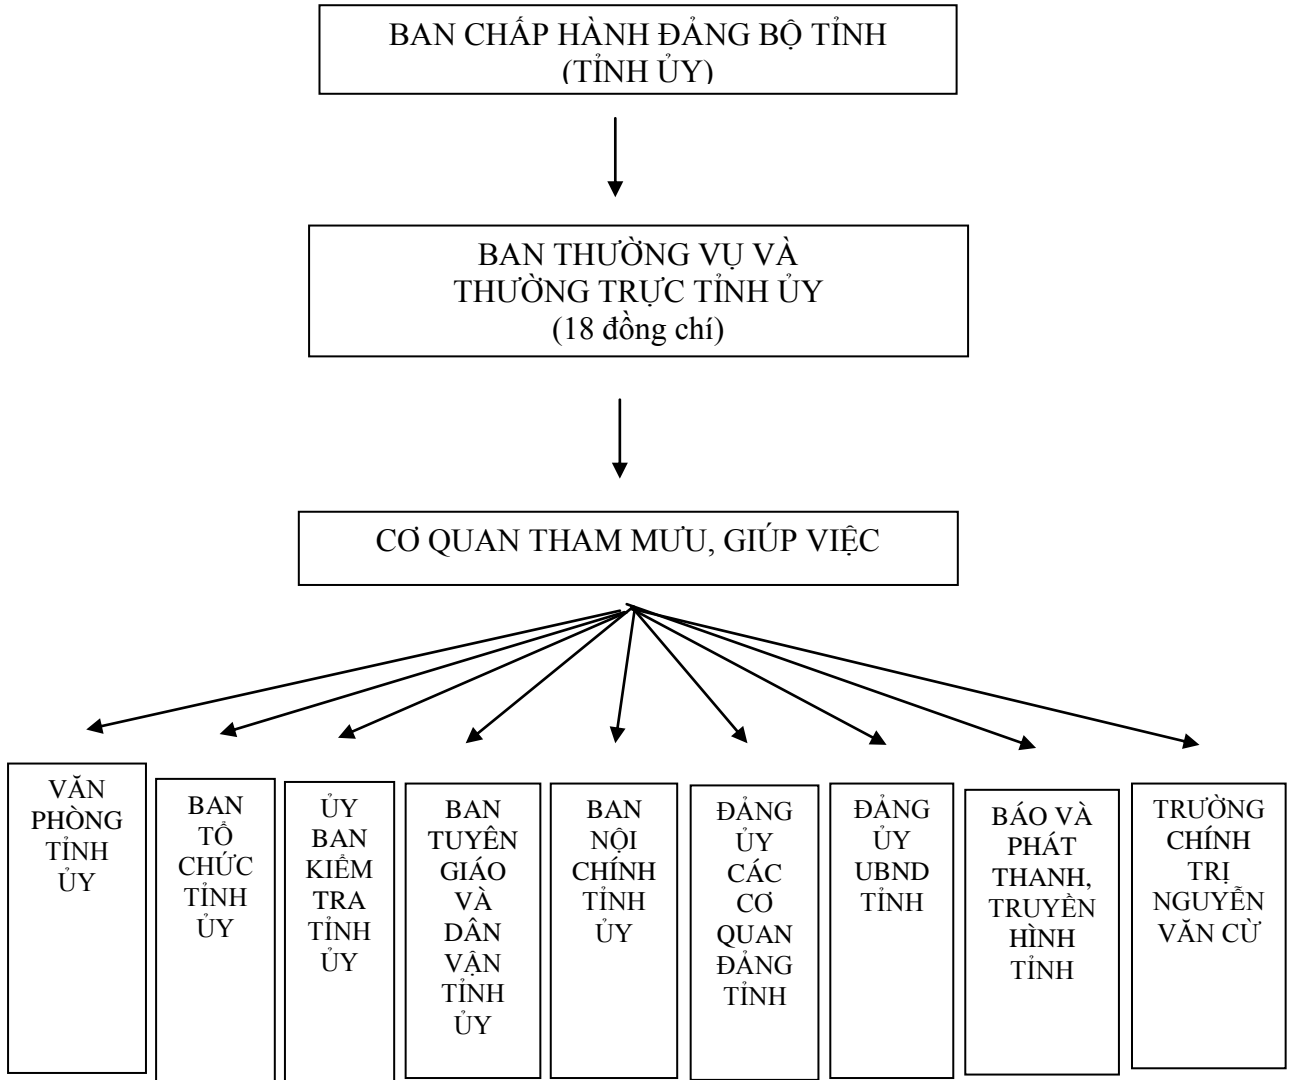 BAN CHẤP HÀNH ĐẢNG BỘ TỈNH
(TỈNH ỦY)
BAN THƯỜNG VỤ VÀ
THƯỜNG TRỰC TỈNH ỦY
(18 đồng chí)
CƠ QUAN THAM MƯU, GIÚP VIỆC
VĂN
PHÒNG
TỈNH
ỦY
BAN
TỔ
CHỨC
TỈNH
ỦY
ỦY
BAN
KIỂM
TRA
TỈNH
ỦY
BAN
TUYÊN
GIÁO
VÀ
DÂN
VẬN
TỈNH
ỦY
BAN
NỘI
CHÍNH
TỈNH
ỦY
ĐẢNG
ỦY
CÁC
CƠ
QUAN
ĐẢNG
TỈNH
ĐẢNG
ỦY
UBND
TỈNH
BÁO VÀ
PHÁT
THANH,
TRUYỀN
HÌNH
TỈNH
TRƯỜNG
CHÍNH
TRỊ
NGUYỄN
VĂN CỪ